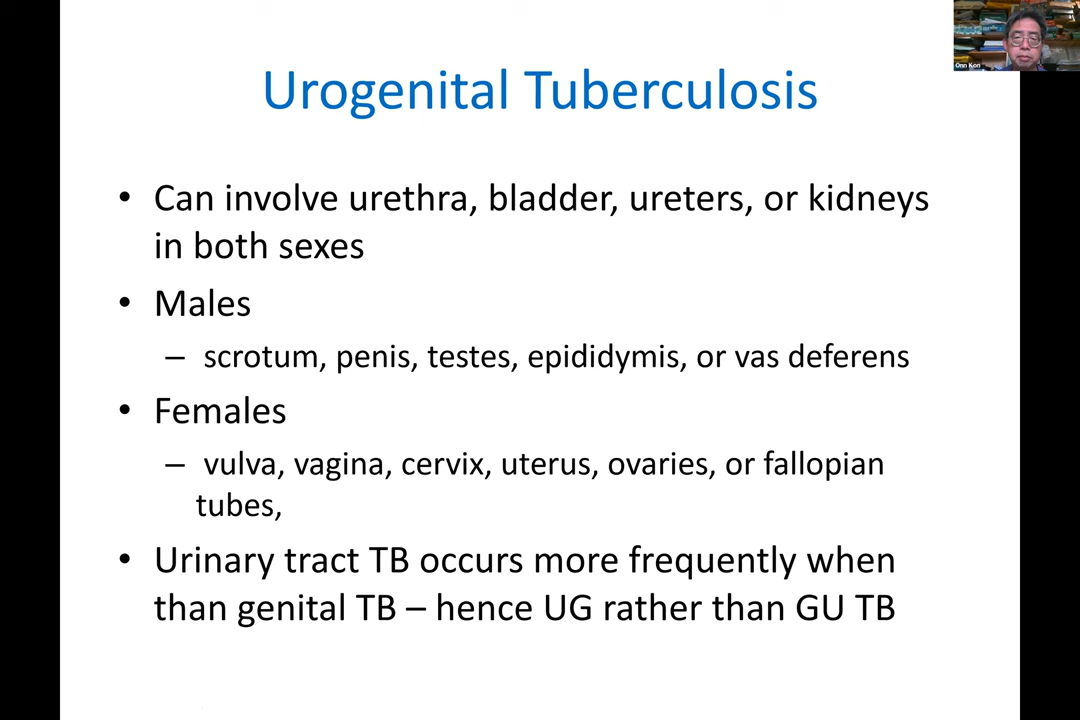 Onn Kon
Urogenital Tuberculosis
• Can involve urethra, bladder, ureters, or kidneys
in both sexes
• Males
– scrotum, penis, testes, epididymis, or vas deferens
• Females
– vulva, vagina, cervix, uterus, ovaries, or fallopian
tubes,
• Urinary tract TB occurs more frequently when
than genital TB – hence UG rather than GU TB